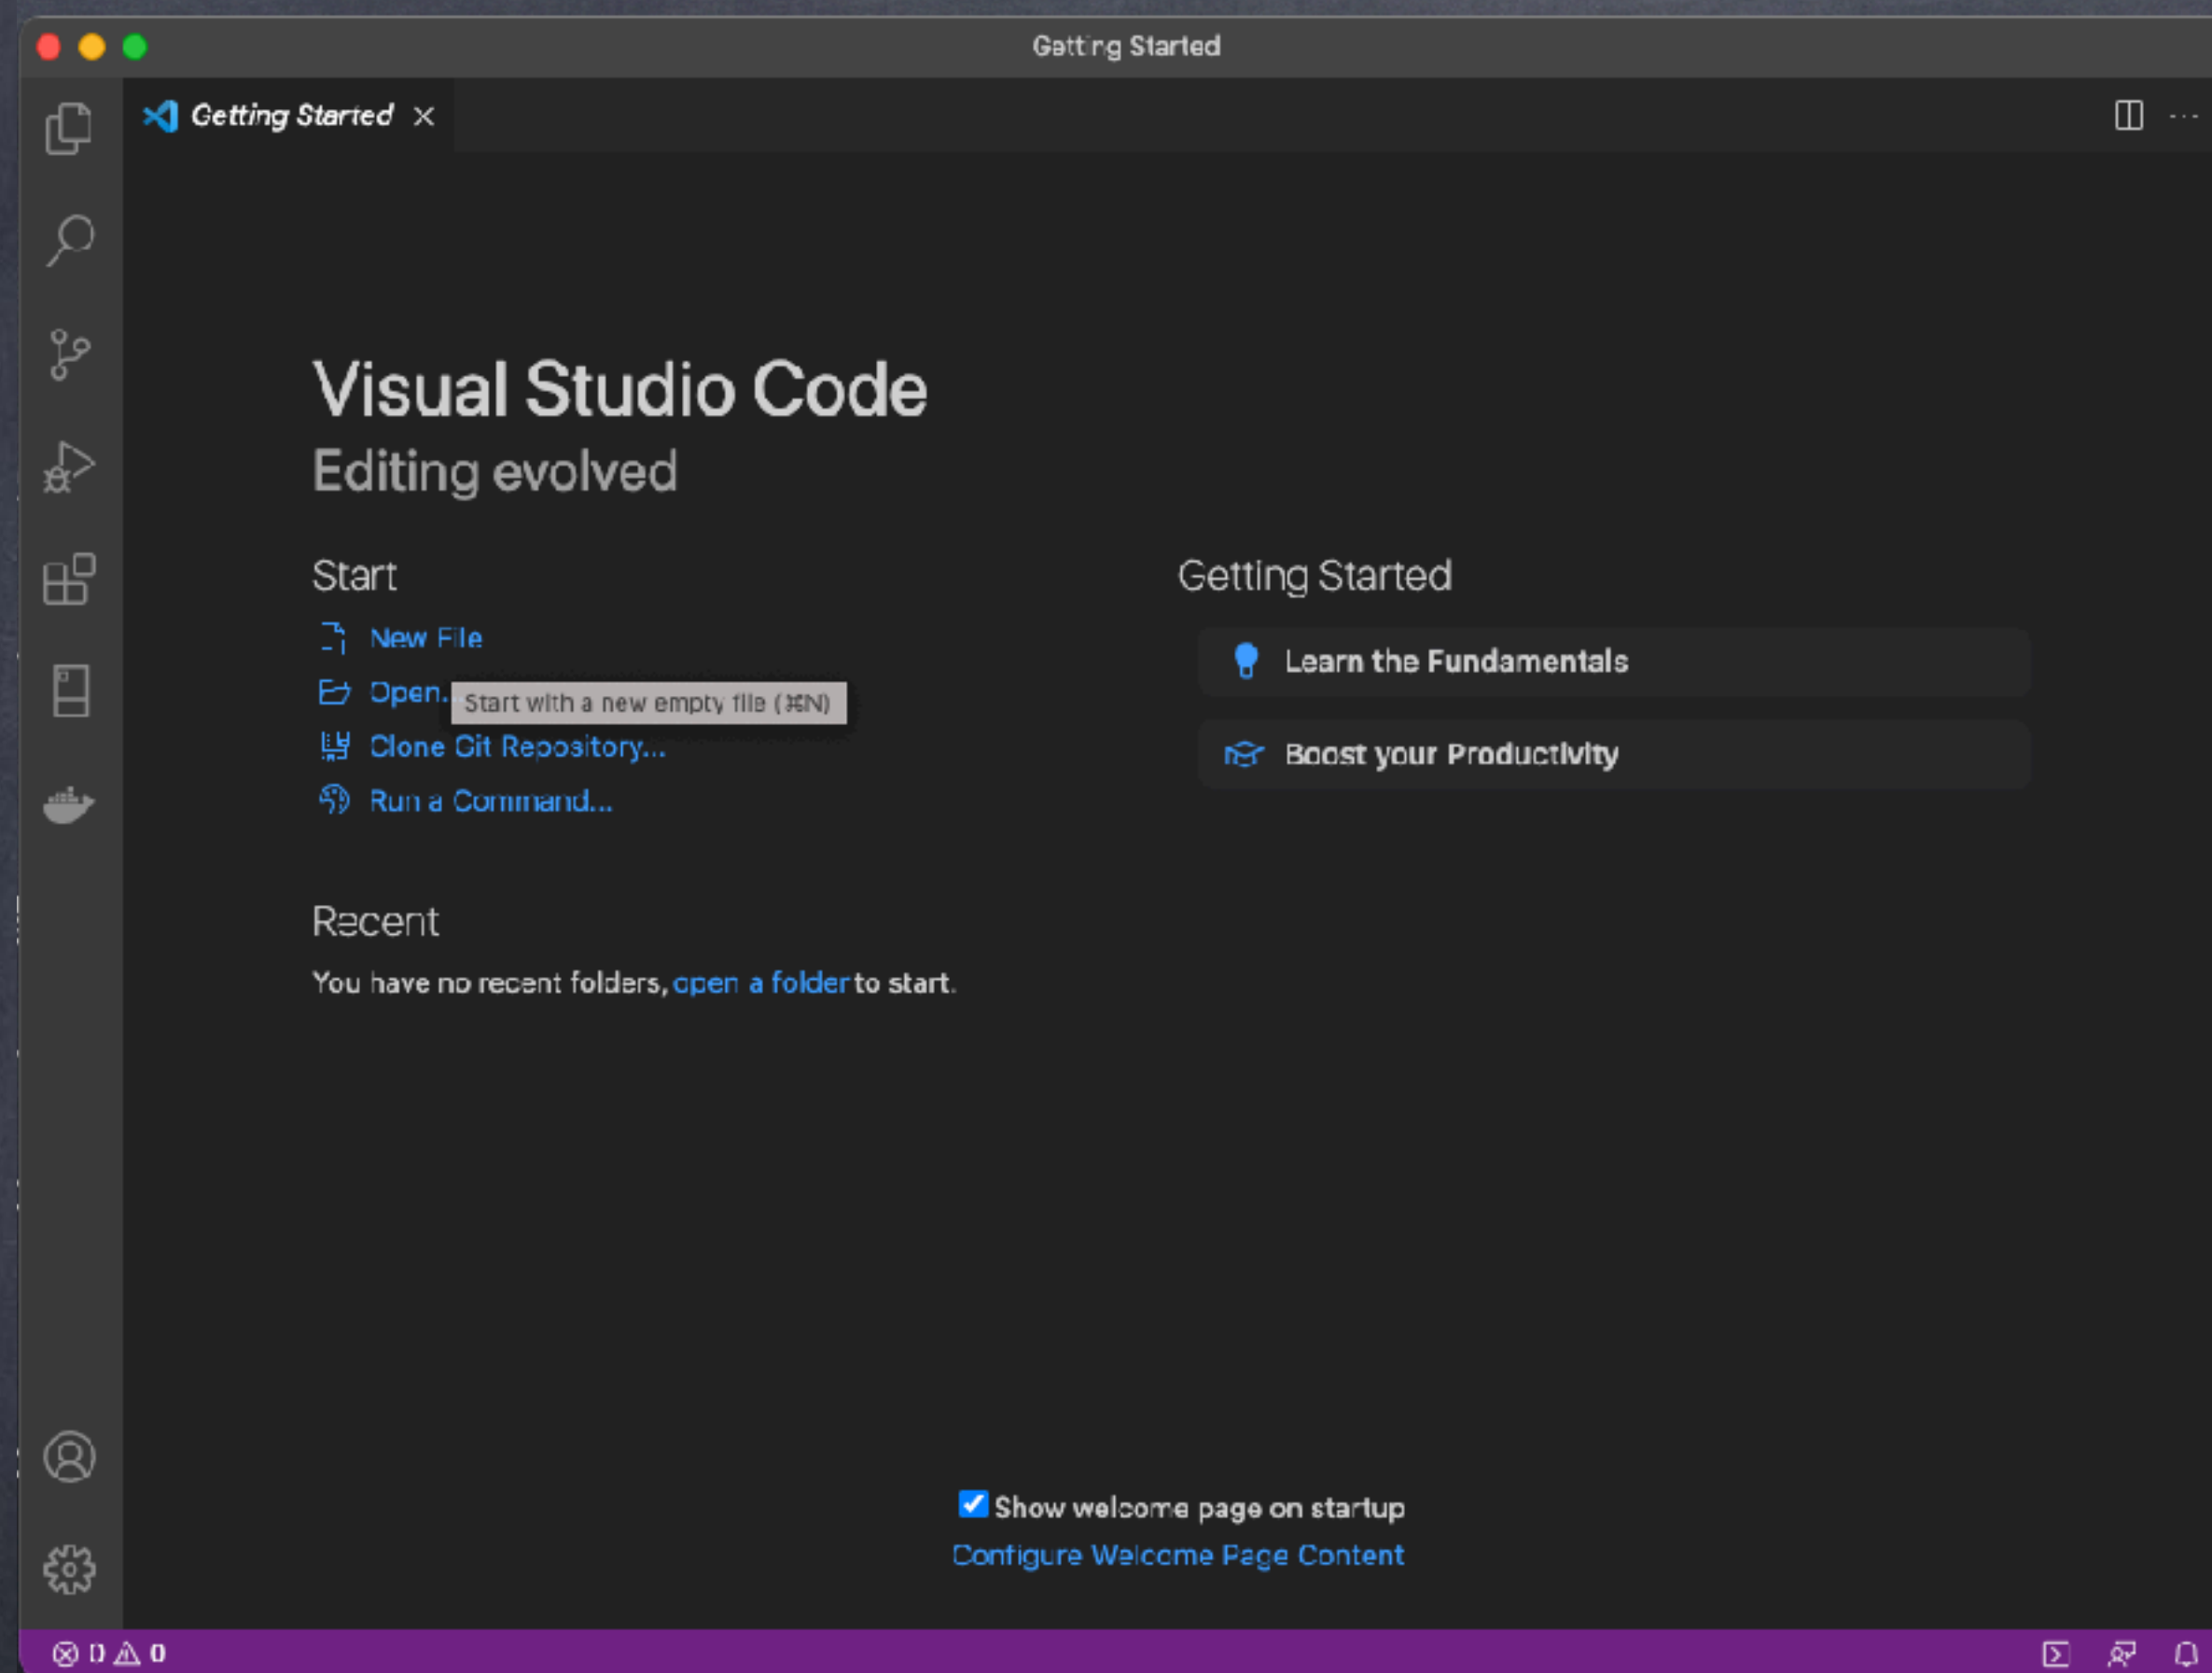 Getting Started
Getting Started
Visual Studio Code
Editing evolved
Start
New File
Open...
Start with a new empty file (⌘N)
Clone Git Repository...
Run a Command...
Getting Started
Learn the Fundamentals
Boost your Productivity
Recent
You have no recent folders, open a folder to start.
Show welcome page on startup
Configure Welcome Page Content
0 0